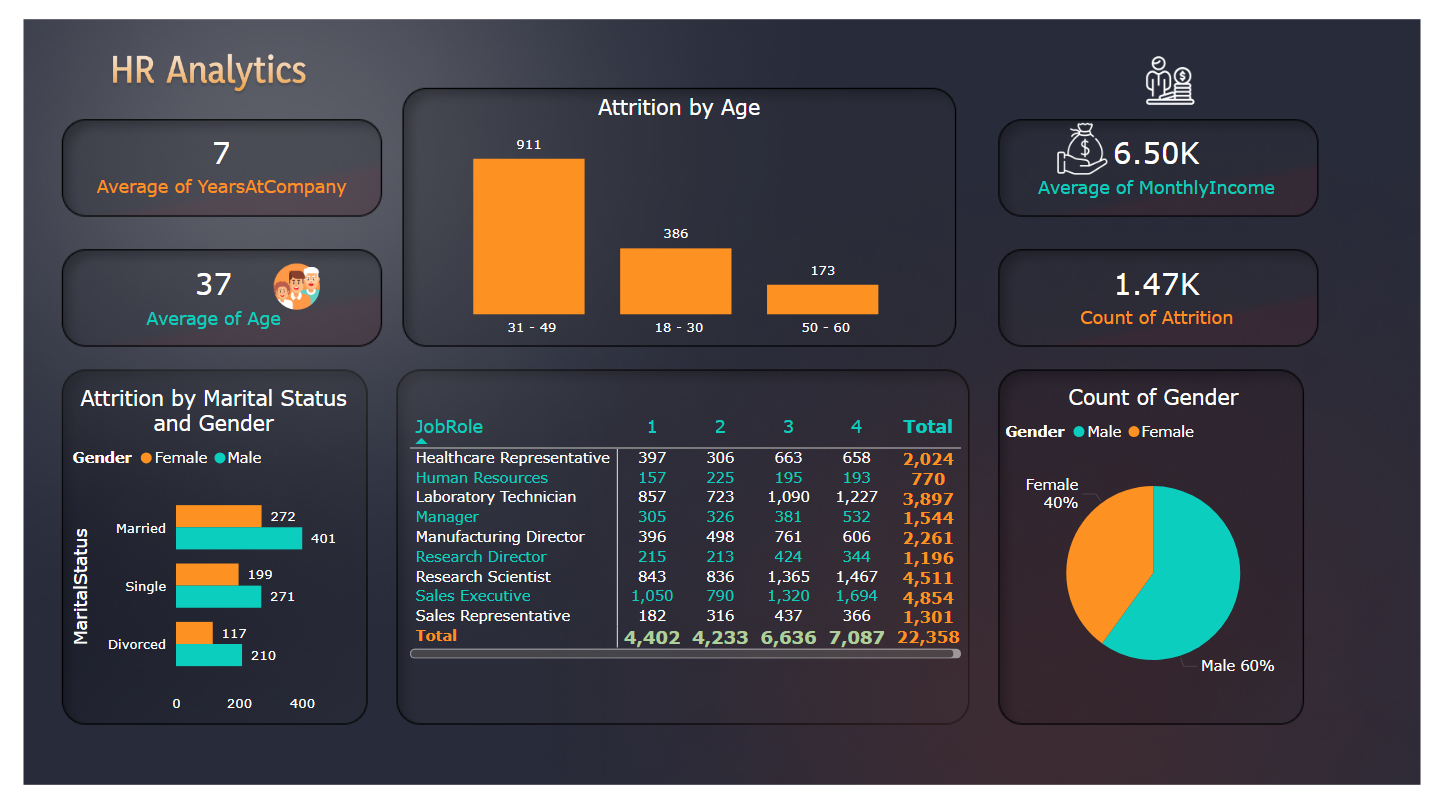 HR Analytics
7
Average of YearsAtCompany
37
Average of Age
Attrition by Age
911
386
173
31 - 49
18 - 30
50 - 60
$
$
6.50K
Average of MonthlyIncome
1.47K
Count of Attrition
Attrition by Marital Status
and Gender
Gender Female Male
MaritalStatus
Married 272
401
Single 199
271
Divorced 117
210
0 200 400
JobRole 1 2 3 4 Total
Healthcare Representative 397 306 663 658 2,024
Human Resources 157 225 195 193 770
Laboratory Technician 857 723 1,090 1,227 3,897
Manager 305 326 381 532 1,544
Manufacturing Director 396 498 761 606 2,261
Research Director 215 213 424 344 1,196
Research Scientist 843 836 1,365 1,467 4,511
Sales Executive 1,050 790 1,320 1,694 4,854
Sales Representative 182 316 437 366 1,301
Total 4,402 4,233 6,636 7,087 22,358
Count of Gender
Gender Male Female
Female
40%
Male 60%